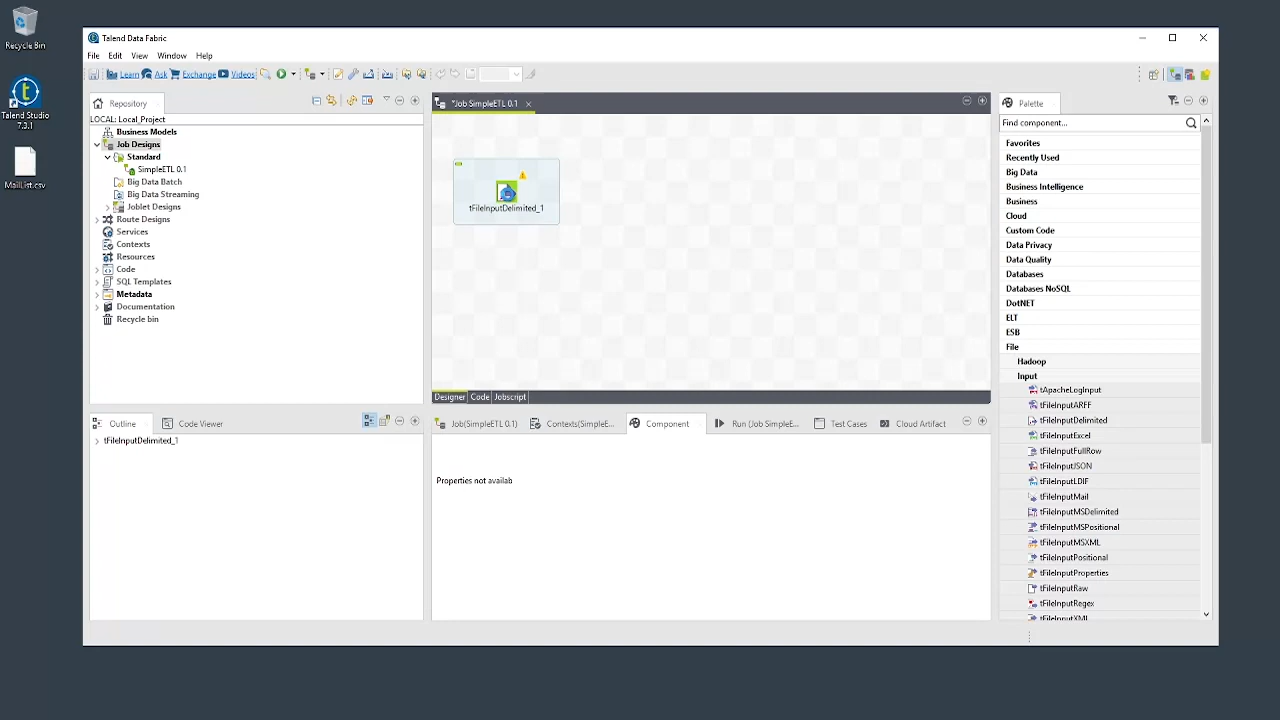 Recycle Bin
Talend Studio
7.3.1
MailList.csv
Talend Data Fabric
File Edit View Window Help
Learn Ask Exchange Videos
Repository
LOCAL: Local_Project
Business Models
Job Designs
Standard
SimpleETL 0.1
Big Data Batch
Big Data Streaming
Joblet Designs
Route Designs
Services
Contexts
Resources
Code
SQL Templates
Metadata
Documentation
Recycle bin
*Job SimpleETL 0.1
tFileInputDelimited_1
Designer Code Jobscript
Palette
Find component...
Favorites
Recently Used
Big Data
Business Intelligence
Business
Cloud
Custom Code
Data Privacy
Data Quality
Databases
Databases NoSQL
DotNET
ELT
ESB
File
Hadoop
Input
tApacheLogInput
tFileInputARFF
tFileInputDelimited
tFileInputExcel
tFileInputFullRow
tFileInputJSON
tFileInputLDIF
tFileInputMail
tFileInputMSDelimited
tFileInputMSPositional
tFileInputMSXML
tFileInputPositional
tFileInputProperties
tFileInputRaw
tFileInputRegex
tFileInputXML
Outline Code Viewer
tFileInputDelimited_1
Job(SimpleETL 0.1) Contexts(SimpleE... Component Run (Job SimpleE... Test Cases Cloud Artifact
Properties not availab